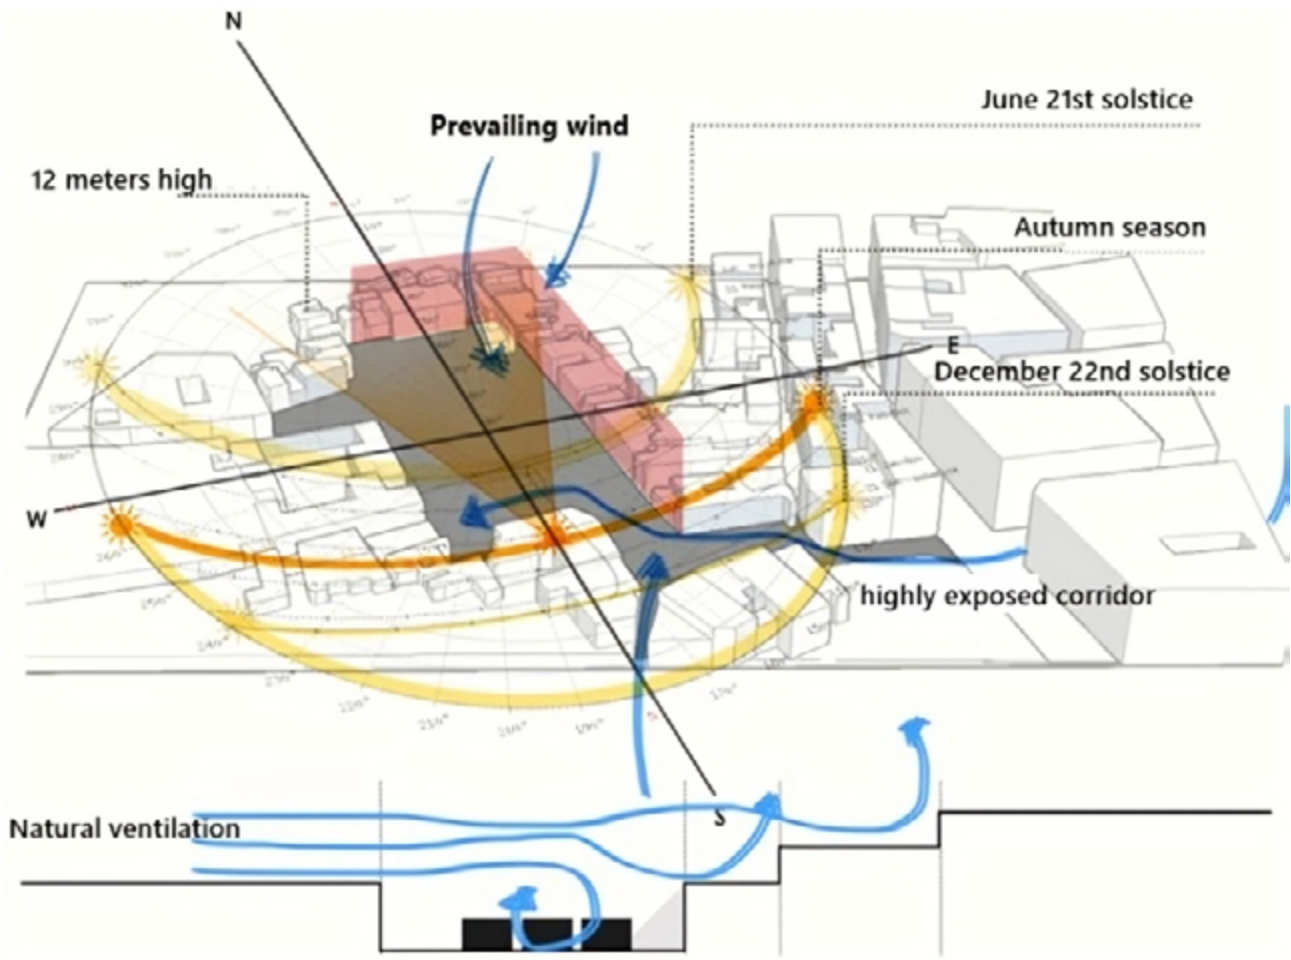 N
June 21st solstice
Prevailing wind
12 meters high
Autumn season
E
December 22nd solstice
W
highly exposed corridor
S
Natural ventilation